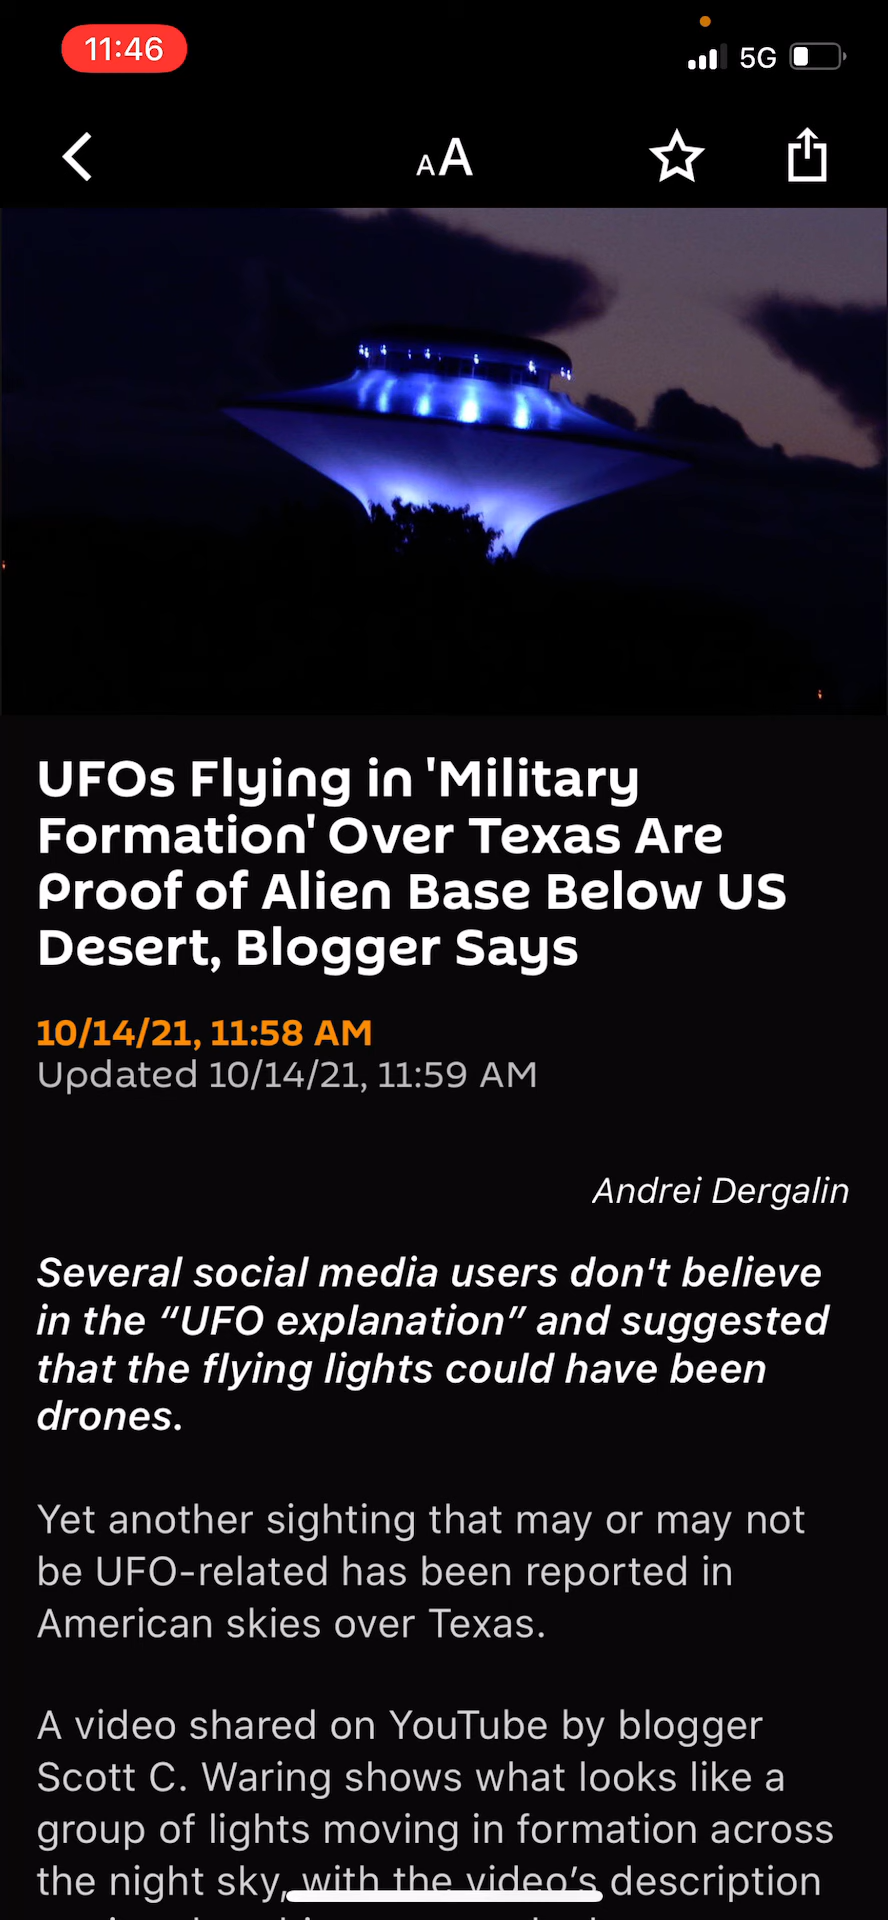 11:46
5G
AA
UFOs Flying in 'Military
Formation' Over Texas Are
Proof of Alien Base Below US
Desert, Blogger Says
10/14/21, 11:58 AM
Updated 10/14/21, 11:59 AM
Andrei Dergalin
Several social media users don't believe
in the “UFO explanation” and suggested
that the flying lights could have been
drones.
Yet another sighting that may or may not
be UFO-related has been reported in
American skies over Texas.
A video shared on YouTube by blogger
Scott C. Waring shows what looks like a
group of lights moving in formation across
the night sky, with the video’s description